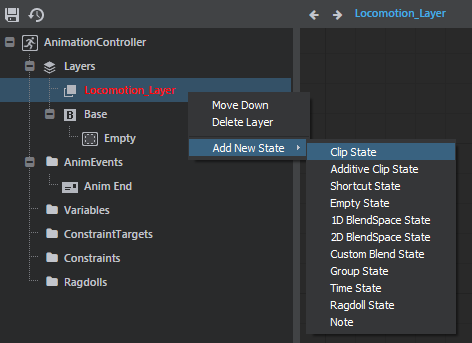 Locomotion_Layer
AnimationController
Layers
Locomotion_Layer
B Base
Empty
AnimEvents
Anim End
Variables
ConstraintTargets
Constraints
Ragdolls
Move Down
Delete Layer
Add New State
Clip State
Additive Clip State
Shortcut State
Empty State
1D BlendSpace State
2D BlendSpace State
Custom Blend State
Group State
Time State
Ragdoll State
Note